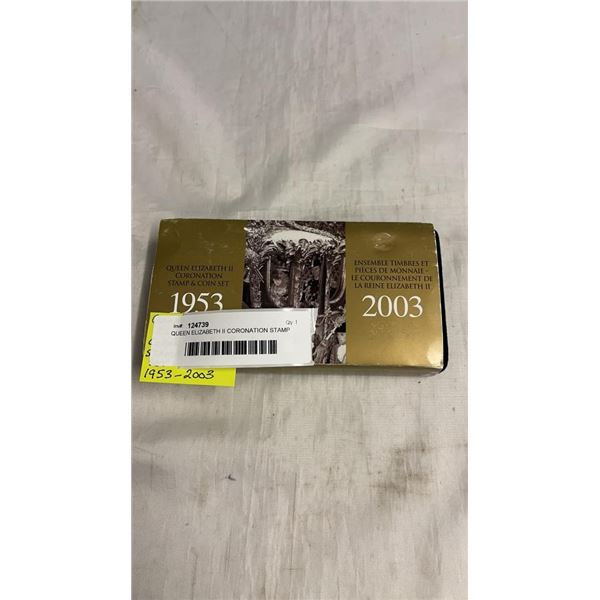 QUEEN ELIZABETH II
CORONATION
STAMP & COIN SET
1953
ENSEMBLE TIMBRES ET
PIÈCES DE MONNAIE -
LE COURONNEMENT DE
LA REINE ELIZABETH II
2003
Inv# 124739 Qty 1
QUEEN ELIZABETH II CORONATION STAMP
1953-2003